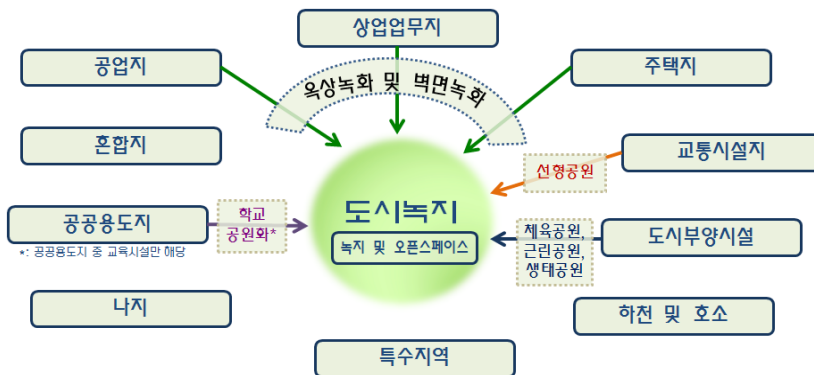 상업업무지
공업지
주택지
옥상녹화 및 벽면녹화
혼합지
교통시설지
선형공원
도시녹지
녹지 및 오픈스페이스
공공용도지
*: 공공용도지 중 교육시설만 해당
학교
공원화*
체육공원,
근린공원,
생태공원
도시부양시설
나지
하천 및 호소
특수지역